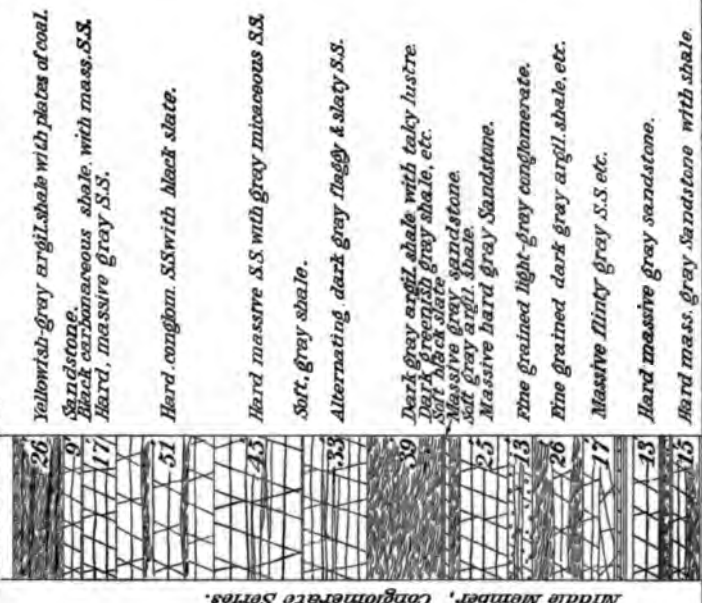 Yellowish-gray argil.shale with plates of coal.
Sandstone.
Black carbonaceous shale, with mass.S.S.
Hard, massive gray S.S.
Hard.conglom. S.S.with black slate.
Hard massive S.S. with gray micaceous S.S.
Soft, gray shale.
Alternating, dark gray flaggy & slaty S.S.
Dark gray argil shale with talky lustre.
Dark, greenish gray shale, etc.
Soft black slate
Massive gray sandstone.
Soft gray argil. shale.
Massive hard gray Sandstone.
Fine grained light-gray conglomerate.
Fine grained dark gray argil.shale,etc.
Massive flinty gray S.S. etc.
Hard massive gray sandstone.
Hard mass. gray Sandstone with shale.
26
9'
17'
51
45
33
39
25
13
26
17
13
15
Middle Member, Conglomerate Series.